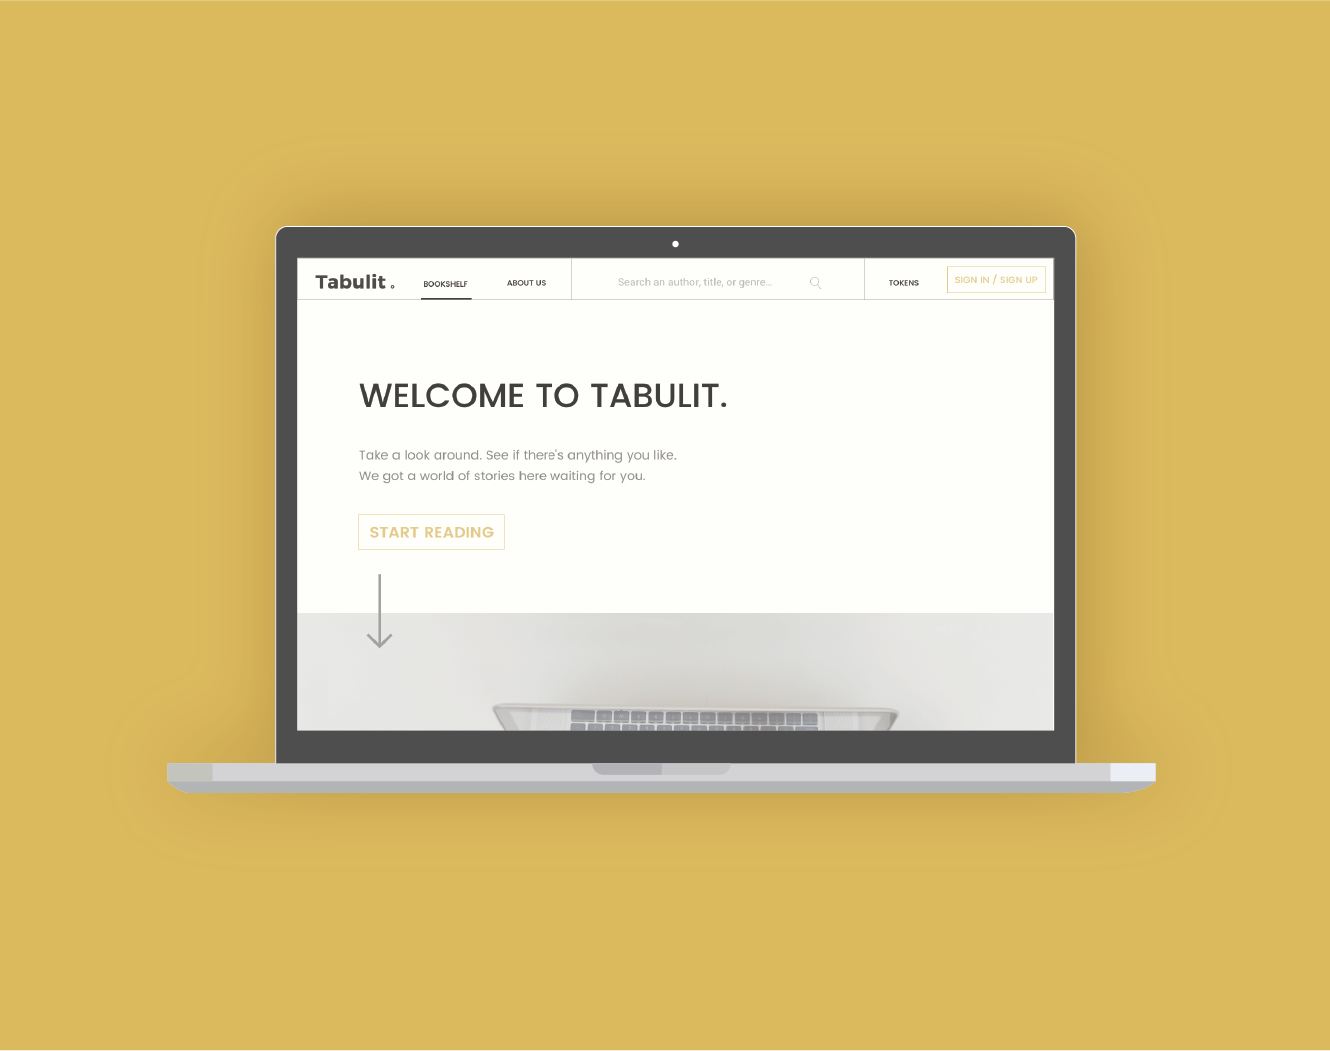 Tabulit.
BOOKSHELF
ABOUT US
Search an author, title, or genre...
TOKENS
SIGN IN / SIGN UP
WELCOME TO TABULIT.
Take a look around. See if there's anything you like.
We got a world of stories here waiting for you.
START READING